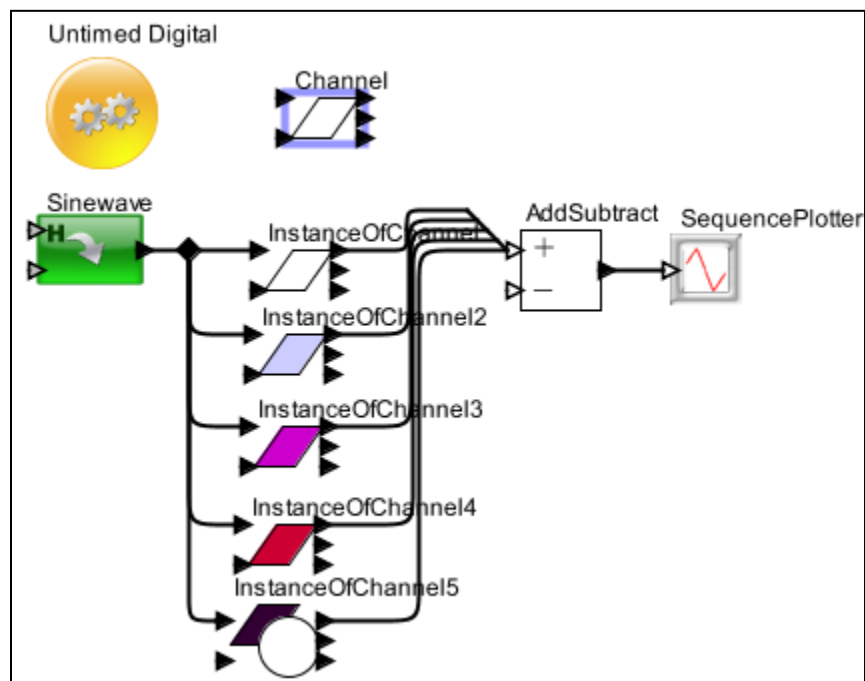 Untimed Digital
Channel
Sinewave
H
InstanceOfChannel
AddSubtract
+
−
SequencePlotter
InstanceOfChannel2
InstanceOfChannel3
InstanceOfChannel4
InstanceOfChannel5